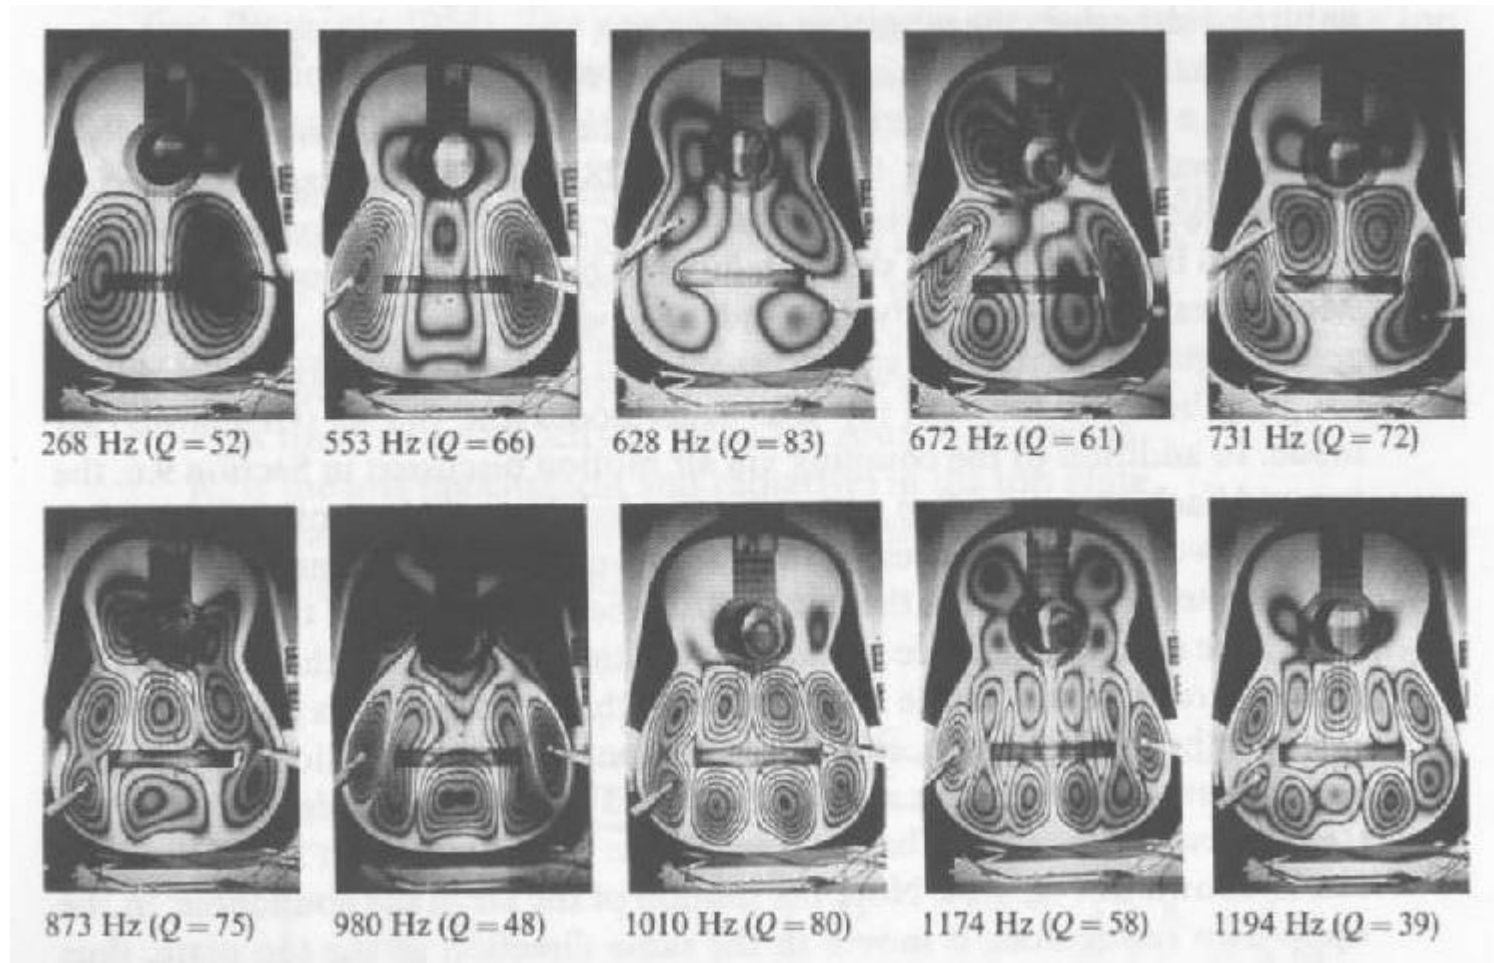 268 Hz (Q = 52)
553 Hz (Q = 66)
628 Hz (Q = 83)
672 Hz (Q = 61)
731 Hz (Q = 72)
873 Hz (Q = 75)
980 Hz (Q = 48)
1010 Hz (Q = 80)
1174 Hz (Q = 58)
1194 Hz (Q = 39)